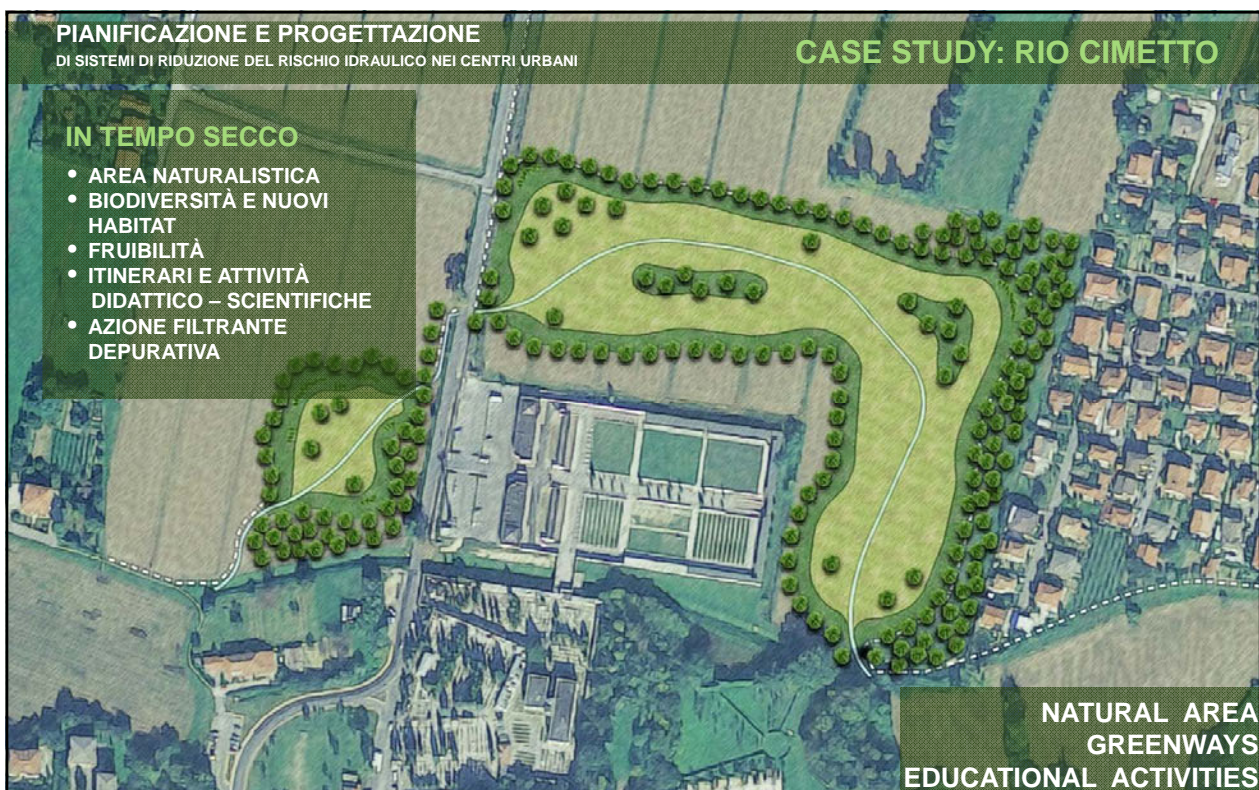 PIANIFICAZIONE E PROGETTAZIONE
DI SISTEMI DI RIDUZIONE DEL RISCHIO IDRAULICO NEI CENTRI URBANI
CASE STUDY: RIO CIMETTO
IN TEMPO SECCO
• AREA NATURALISTICA
• BIODIVERSITÀ E NUOVI
HABITAT
• FRUIBILITÀ
• ITINERARI E ATTIVITÀ
DIDATTICO – SCIENTIFICHE
• AZIONE FILTRANTE
DEPURATIVA
NATURAL AREA
GREENWAYS
EDUCATIONAL ACTIVITIES